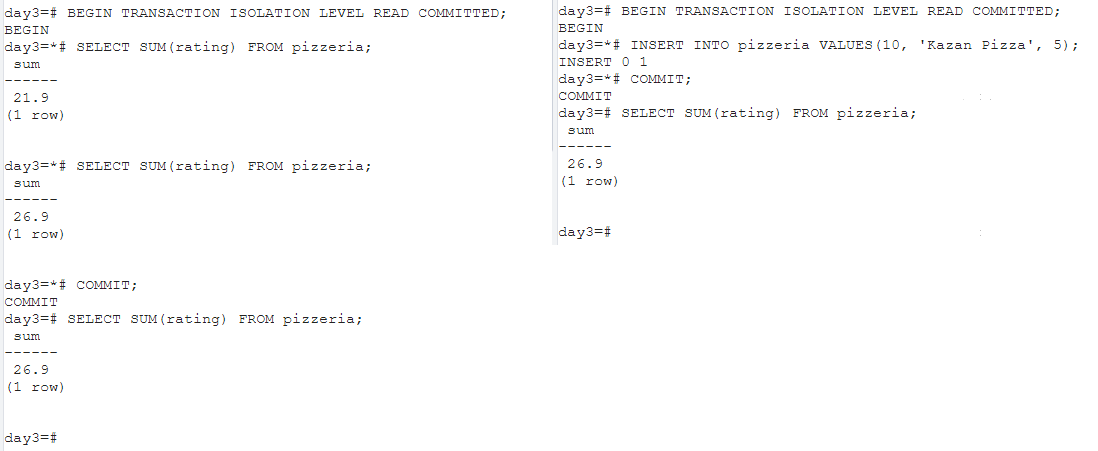 day3=# BEGIN TRANSACTION ISOLATION LEVEL READ COMMITTED;
BEGIN
day3=*# SELECT SUM(rating) FROM pizzeria;
 sum
------
 21.9
(1 row)
day3=*# SELECT SUM(rating) FROM pizzeria;
 sum
------
 26.9
(1 row)
day3=*# COMMIT;
COMMIT
day3=# SELECT SUM(rating) FROM pizzeria;
 sum
------
 26.9
(1 row)
day3=#
day3=# BEGIN TRANSACTION ISOLATION LEVEL READ COMMITTED;
BEGIN
day3=*# INSERT INTO pizzeria VALUES(10, 'Kazan Pizza', 5);
INSERT 0 1
day3=*# COMMIT;
COMMIT
day3=# SELECT SUM(rating) FROM pizzeria;
 sum
------
 26.9
(1 row)
day3=#